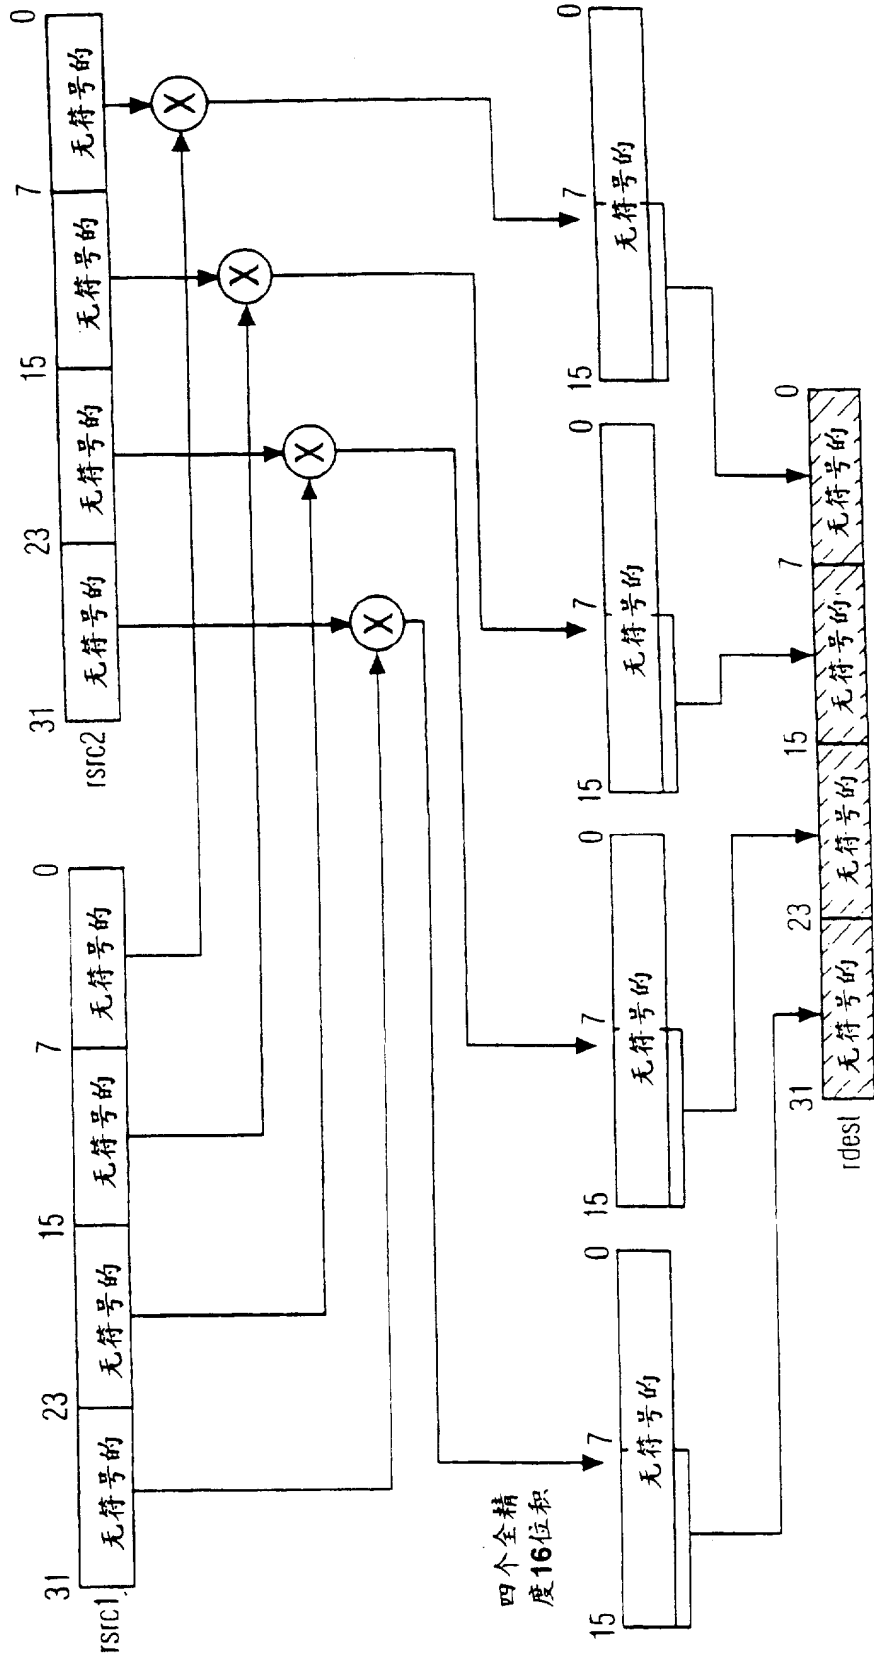 31 23 15 7 0
无符号的 无符号的 无符号的 无符号的
rsrc1
31 23 15 7 0
无符号的 无符号的 无符号的 无符号的
rsrc2
X X X X
四个全精
度16位积
15 7 0
无符号的
15 7 0
无符号的
15 7 0
无符号的
15 7 0
无符号的
31 23 15 7 0
无符号的 无符号的 无符号的 无符号的
rdest